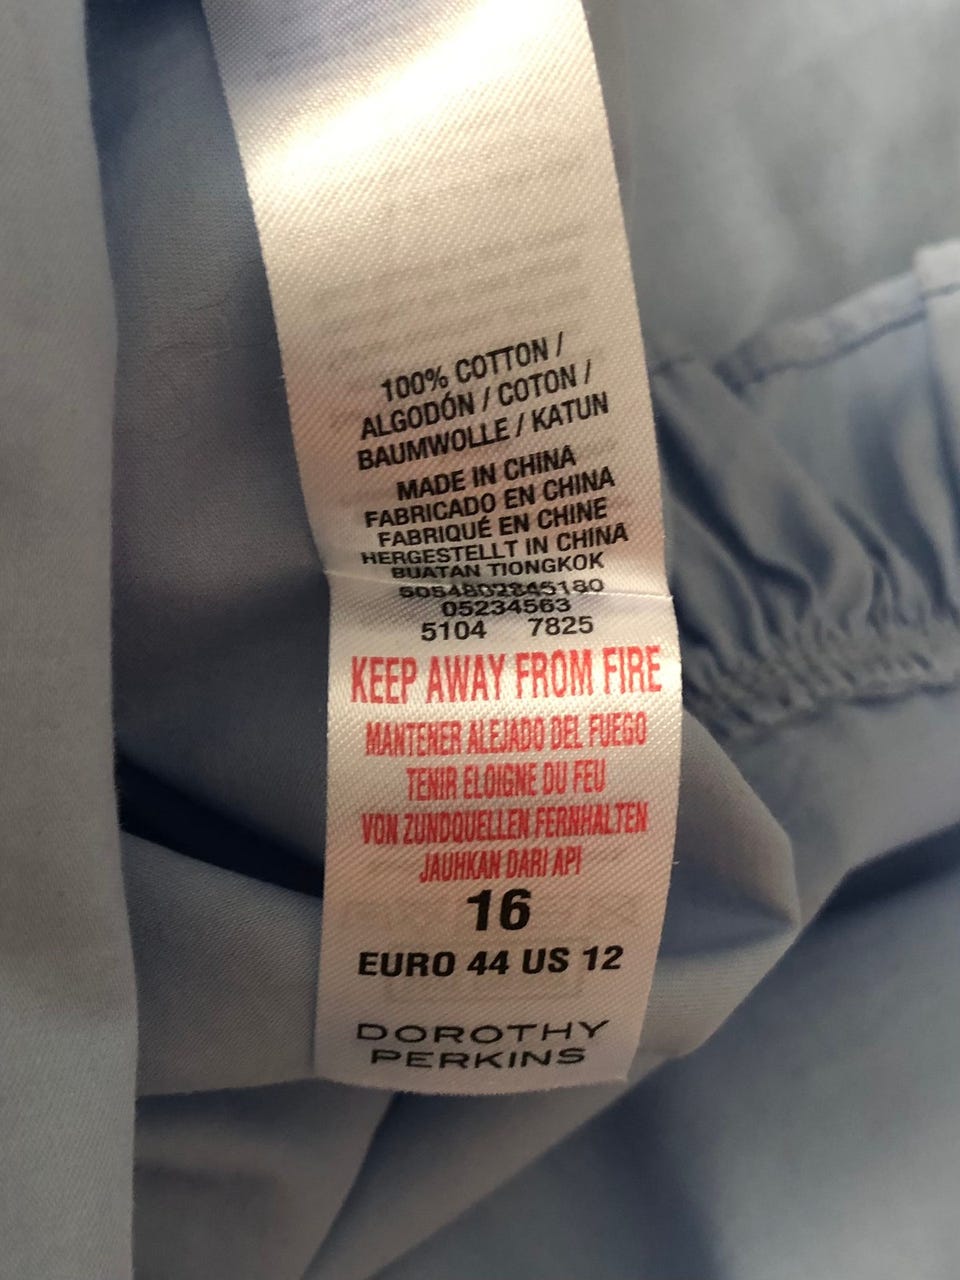 100% COTTON /
ALGODÓN / COTON /
BAUMWOLLE / KATUN
MADE IN CHINA
FABRICADO EN CHINA
FABRIQUÉ EN CHINE
HERGESTELLT IN CHINA
BUATAN TIONGKOK
5054802845180
05234563
5104 7825
KEEP AWAY FROM FIRE
MANTENER ALEJADO DEL FUEGO
TENIR ELOIGNE DU FEU
VON ZUNDQUELLEN FERNHALTEN
JAUHKAN DARI API
16
EURO 44 US 12
DOROTHY
PERKINS